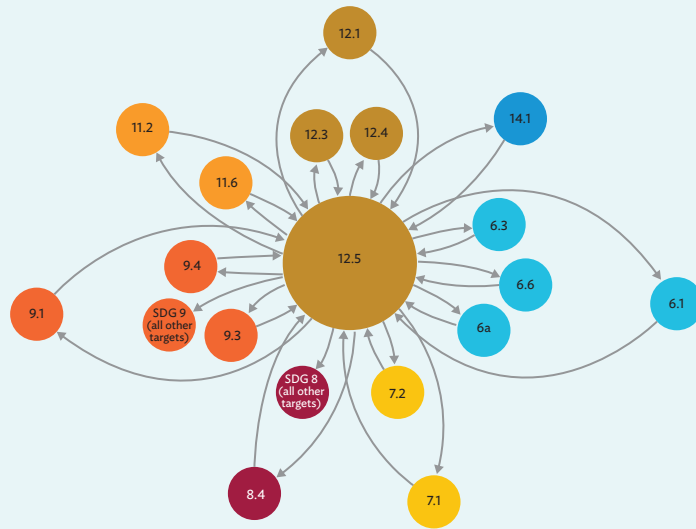 12.1
14.1
11.2
12.3
12.4
11.6
6.3
12.5
9.4
6.6
6.1
9.1
SDG 9
(all other
targets)
9.3
6a
SDG 8
(all other
targets)
7.2
8.4
7.1